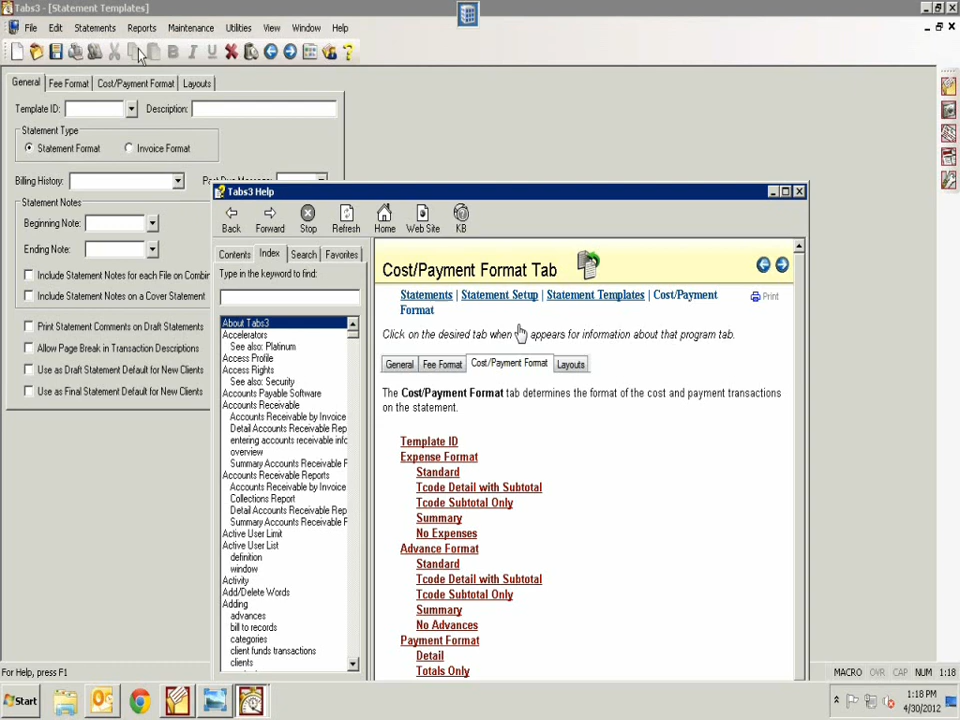 Tabs3 - [Statement Templates]
File Edit Statements Reports Maintenance Utilities View Window Help
B I U
General Fee Format Cost/Payment Format Layouts
Template ID: Description:
Statement Type
Statement Format Invoice Format
Billing History: Past Due Message:
Statement Notes
Beginning Note:
Ending Note:
Include Statement Notes for each File on Combin
Include Statement Notes on a Cover Statement
Print Statement Comments on Draft Statements
Allow Page Break in Transaction Descriptions
Use as Draft Statement Default for New Clients
Use as Final Statement Default for New Clients
Tabs3 Help
Back Forward Stop Refresh Home Web Site KB
Contents Index Search Favorites
Type in the keyword to find:
About Tabs3
Accelerators
See also: Platinum
Access Profile
Access Rights
See also: Security
Accounts Payable Software
Accounts Receivable
Accounts Receivable by Invoice
Detail Accounts Receivable Rep
entering accounts receivable info
overview
Summary Accounts Receivable F
Accounts Receivable Reports
Accounts Receivable by Invoice
Collections Report
Detail Accounts Receivable Rep
Summary Accounts Receivable F
Active User Limit
Active User List
definition
window
Activity
Add/Delete Words
Adding
advances
bill to records
categories
client funds transactions
clients
Cost/Payment Format Tab
Statements | Statement Setup | Statement Templates | Cost/Payment
Format
Print
Click on the desired tab when appears for information about that program tab.
General Fee Format Cost/Payment Format Layouts
The Cost/Payment Format tab determines the format of the cost and payment transactions
on the statement.
Template ID
Expense Format
Standard
Tcode Detail with Subtotal
Tcode Subtotal Only
Summary
No Expenses
Advance Format
Standard
Tcode Detail with Subtotal
Tcode Subtotal Only
Summary
No Advances
Payment Format
Detail
Totals Only
For Help, press F1
MACRO OVR CAP NUM 1:18
Start
1:18 PM
4/30/2012